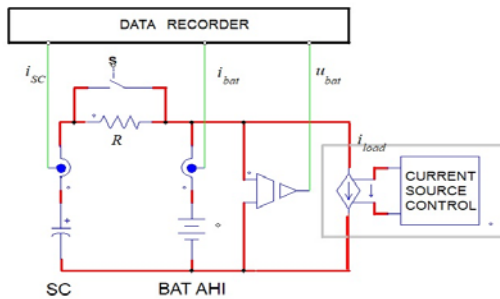 DATA RECORDER
i_SC
S
i_bat
u_bat
R
i_load
CURRENT
SOURCE
CONTROL
SC
BAT AHI